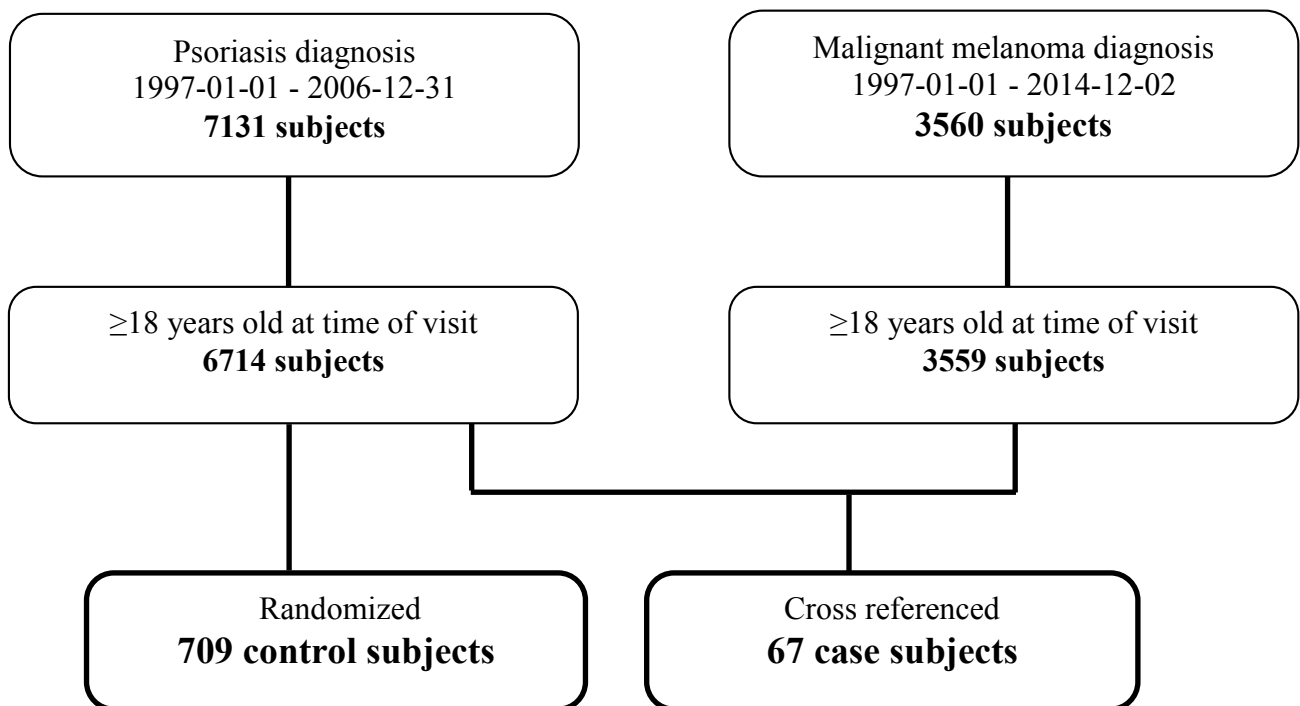 Psoriasis diagnosis
1997-01-01 - 2006-12-31
7131 subjects
Malignant melanoma diagnosis
1997-01-01 - 2014-12-02
3560 subjects
≥18 years old at time of visit
6714 subjects
≥18 years old at time of visit
3559 subjects
Randomized
709 control subjects
Cross referenced
67 case subjects